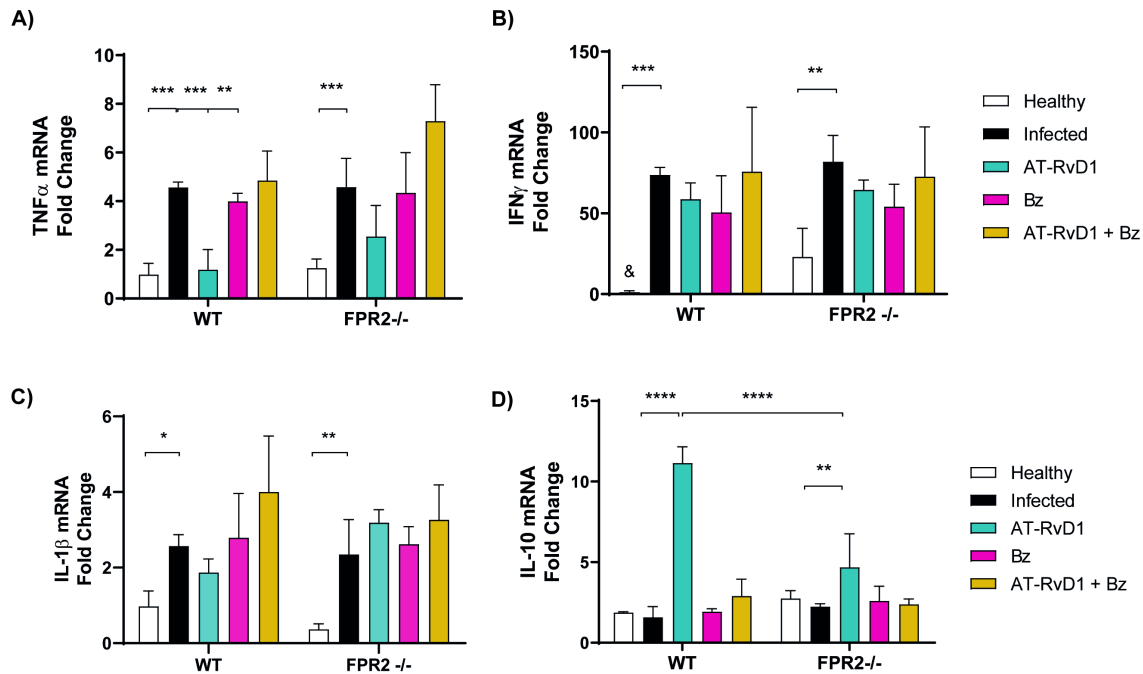 A)
TNFα mRNA
Fold Change
10
8
6
4
2
0
*** *** **
***
WT
FPR2-/-
B)
IFNγ mRNA
Fold Change
150
100
50
0
***
**
&
WT
FPR2 -/-
Healthy
Infected
AT-RvD1
Bz
AT-RvD1 + Bz
C)
IL-1β mRNA
Fold Change
6
4
2
0
*
**
WT
FPR2 -/-
D)
IL-10 mRNA
Fold Change
15
10
5
0
****
****
**
WT
FPR2-/-
Healthy
Infected
AT-RvD1
Bz
AT-RvD1 + Bz